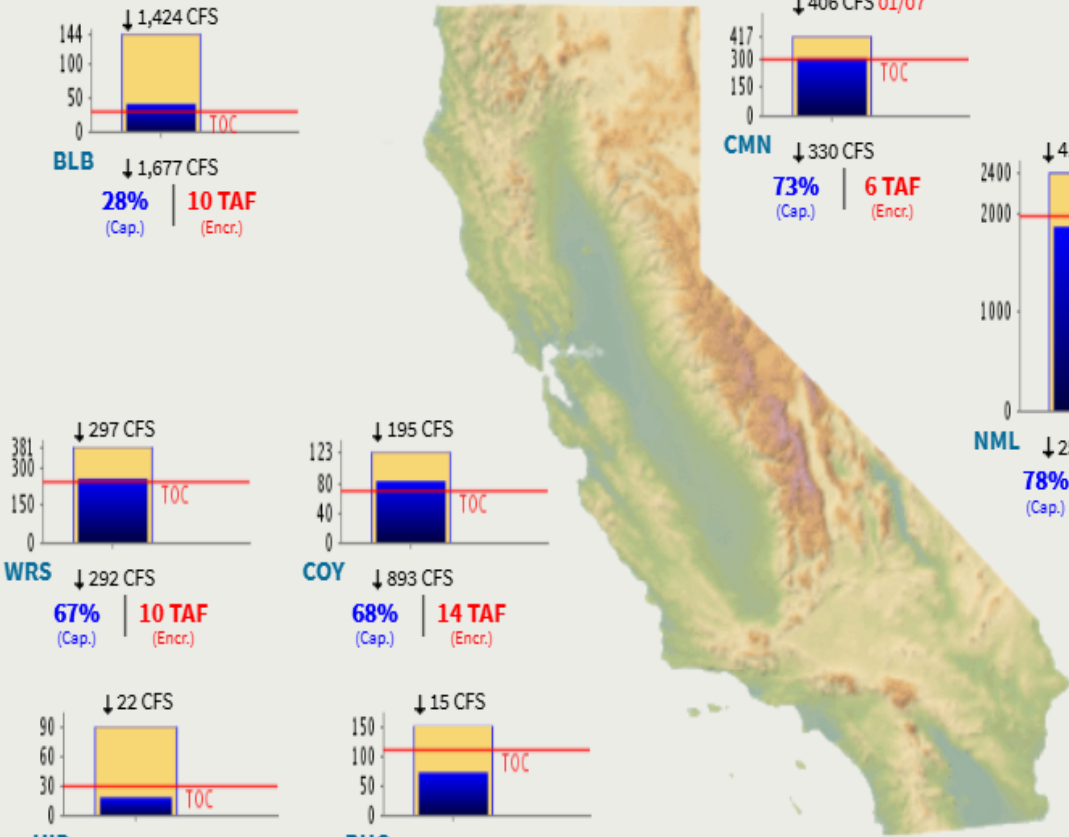 ↓ 1,424 CFS
144
100
50
0
TOC
BLB
↓ 1,677 CFS
28% | 10 TAF
(Cap.) (Encr.)
↓ 406 CFS 01/07
417
300
150
0
TOC
CMN
↓ 330 CFS
73% | 6 TAF
(Cap.) (Encr.)
2400
2000
1000
0
NML
78%
(Cap.)
↓ 297 CFS
381
300
150
0
TOC
WRS
↓ 292 CFS
67% | 10 TAF
(Cap.) (Encr.)
↓ 195 CFS
123
80
40
0
TOC
COY
↓ 893 CFS
68% | 14 TAF
(Cap.) (Encr.)
↓ 22 CFS
90
60
30
0
TOC
↓ 15 CFS
150
100
50
0
TOC